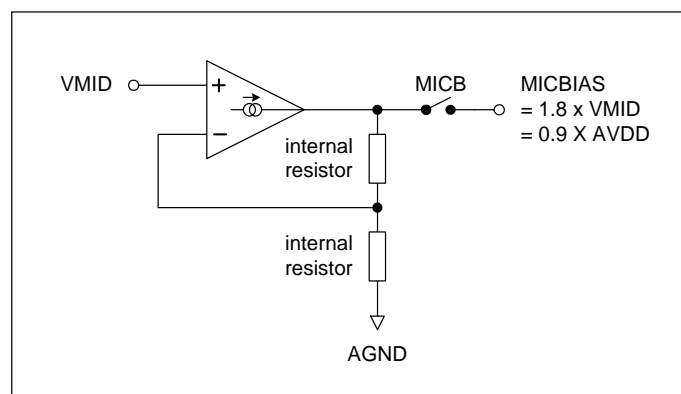 VMID
+
−
MICB
MICBIAS
= 1.8 x VMID
= 0.9 X AVDD
internal
resistor
internal
resistor
AGND